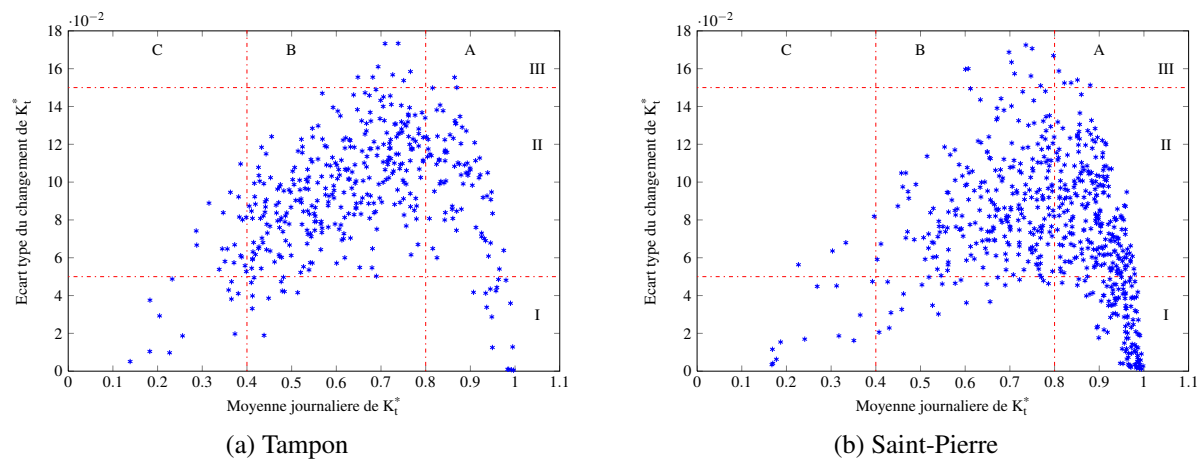 ·10⁻²
18
16
14
12
10
8
6
4
2
0
C B A
III
II
I
0 0.1 0.2 0.3 0.4 0.5 0.6 0.7 0.8 0.9 1 1.1
Ecart type du changement de K*t
Moyenne journaliere de K*t
(a) Tampon
·10⁻²
18
16
14
12
10
8
6
4
2
0
C B A
III
II
I
0 0.1 0.2 0.3 0.4 0.5 0.6 0.7 0.8 0.9 1 1.1
Ecart type du changement de K*t
Moyenne journaliere de K*t
(b) Saint-Pierre